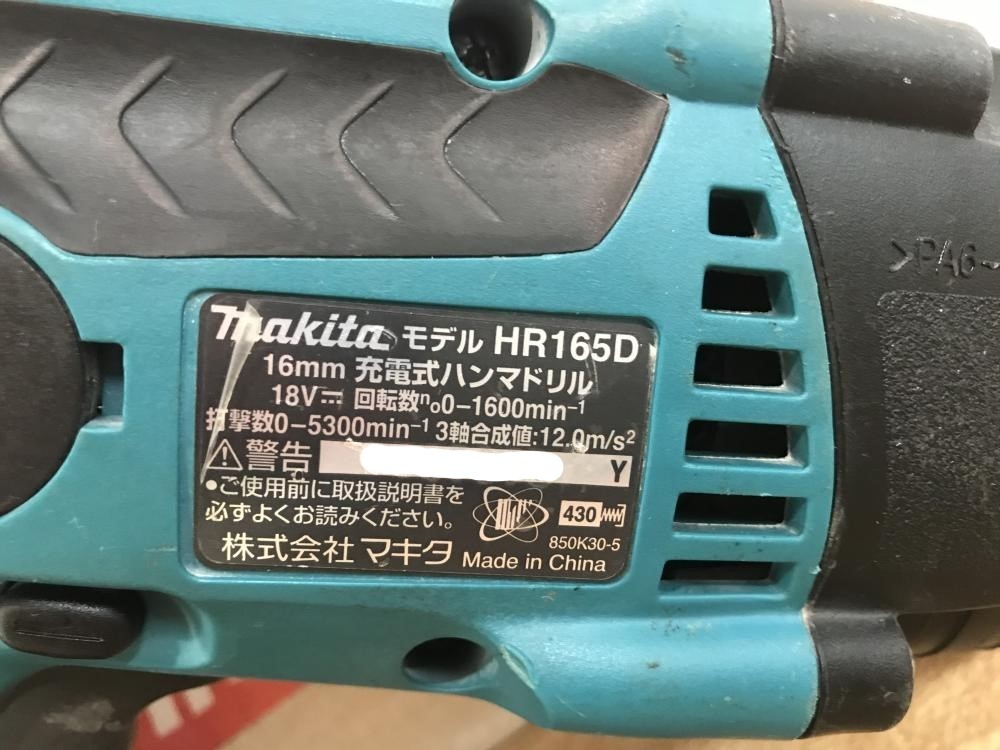 makita モデル HR165D
16mm 充電式ハンマドリル
18V⎓ 回転数n₀0-1600min⁻¹
打撃数0-5300min⁻¹ 3軸合成値:12.0m/s²
警告 Y
•ご使用前に取扱説明書を
必ずよくお読みください。
430
850K30-5
株式会社 マキタ Made in China
>PA6-